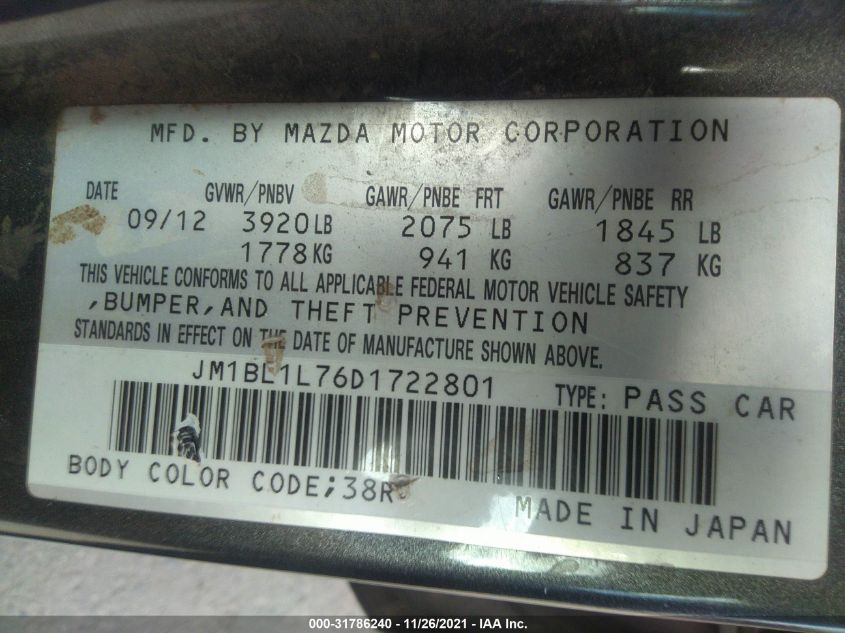 MFD. BY MAZDA MOTOR CORPORATION
DATE GVWR/PNBV GAWR/PNBE FRT GAWR/PNBE RR
09/12 3920 LB 2075 LB 1845 LB
1778 KG 941 KG 837 KG
THIS VEHICLE CONFORMS TO ALL APPLICABLE FEDERAL MOTOR VEHICLE SAFETY
,BUMPER,AND THEFT PREVENTION
STANDARDS IN EFFECT ON THE DATE OF MANUFACTURE SHOWN ABOVE.
JM1BL1L76D1722801 TYPE: PASS CAR
BODY COLOR CODE;38R
MADE IN JAPAN
000-31786240 - 11/26/2021 - IAA Inc.